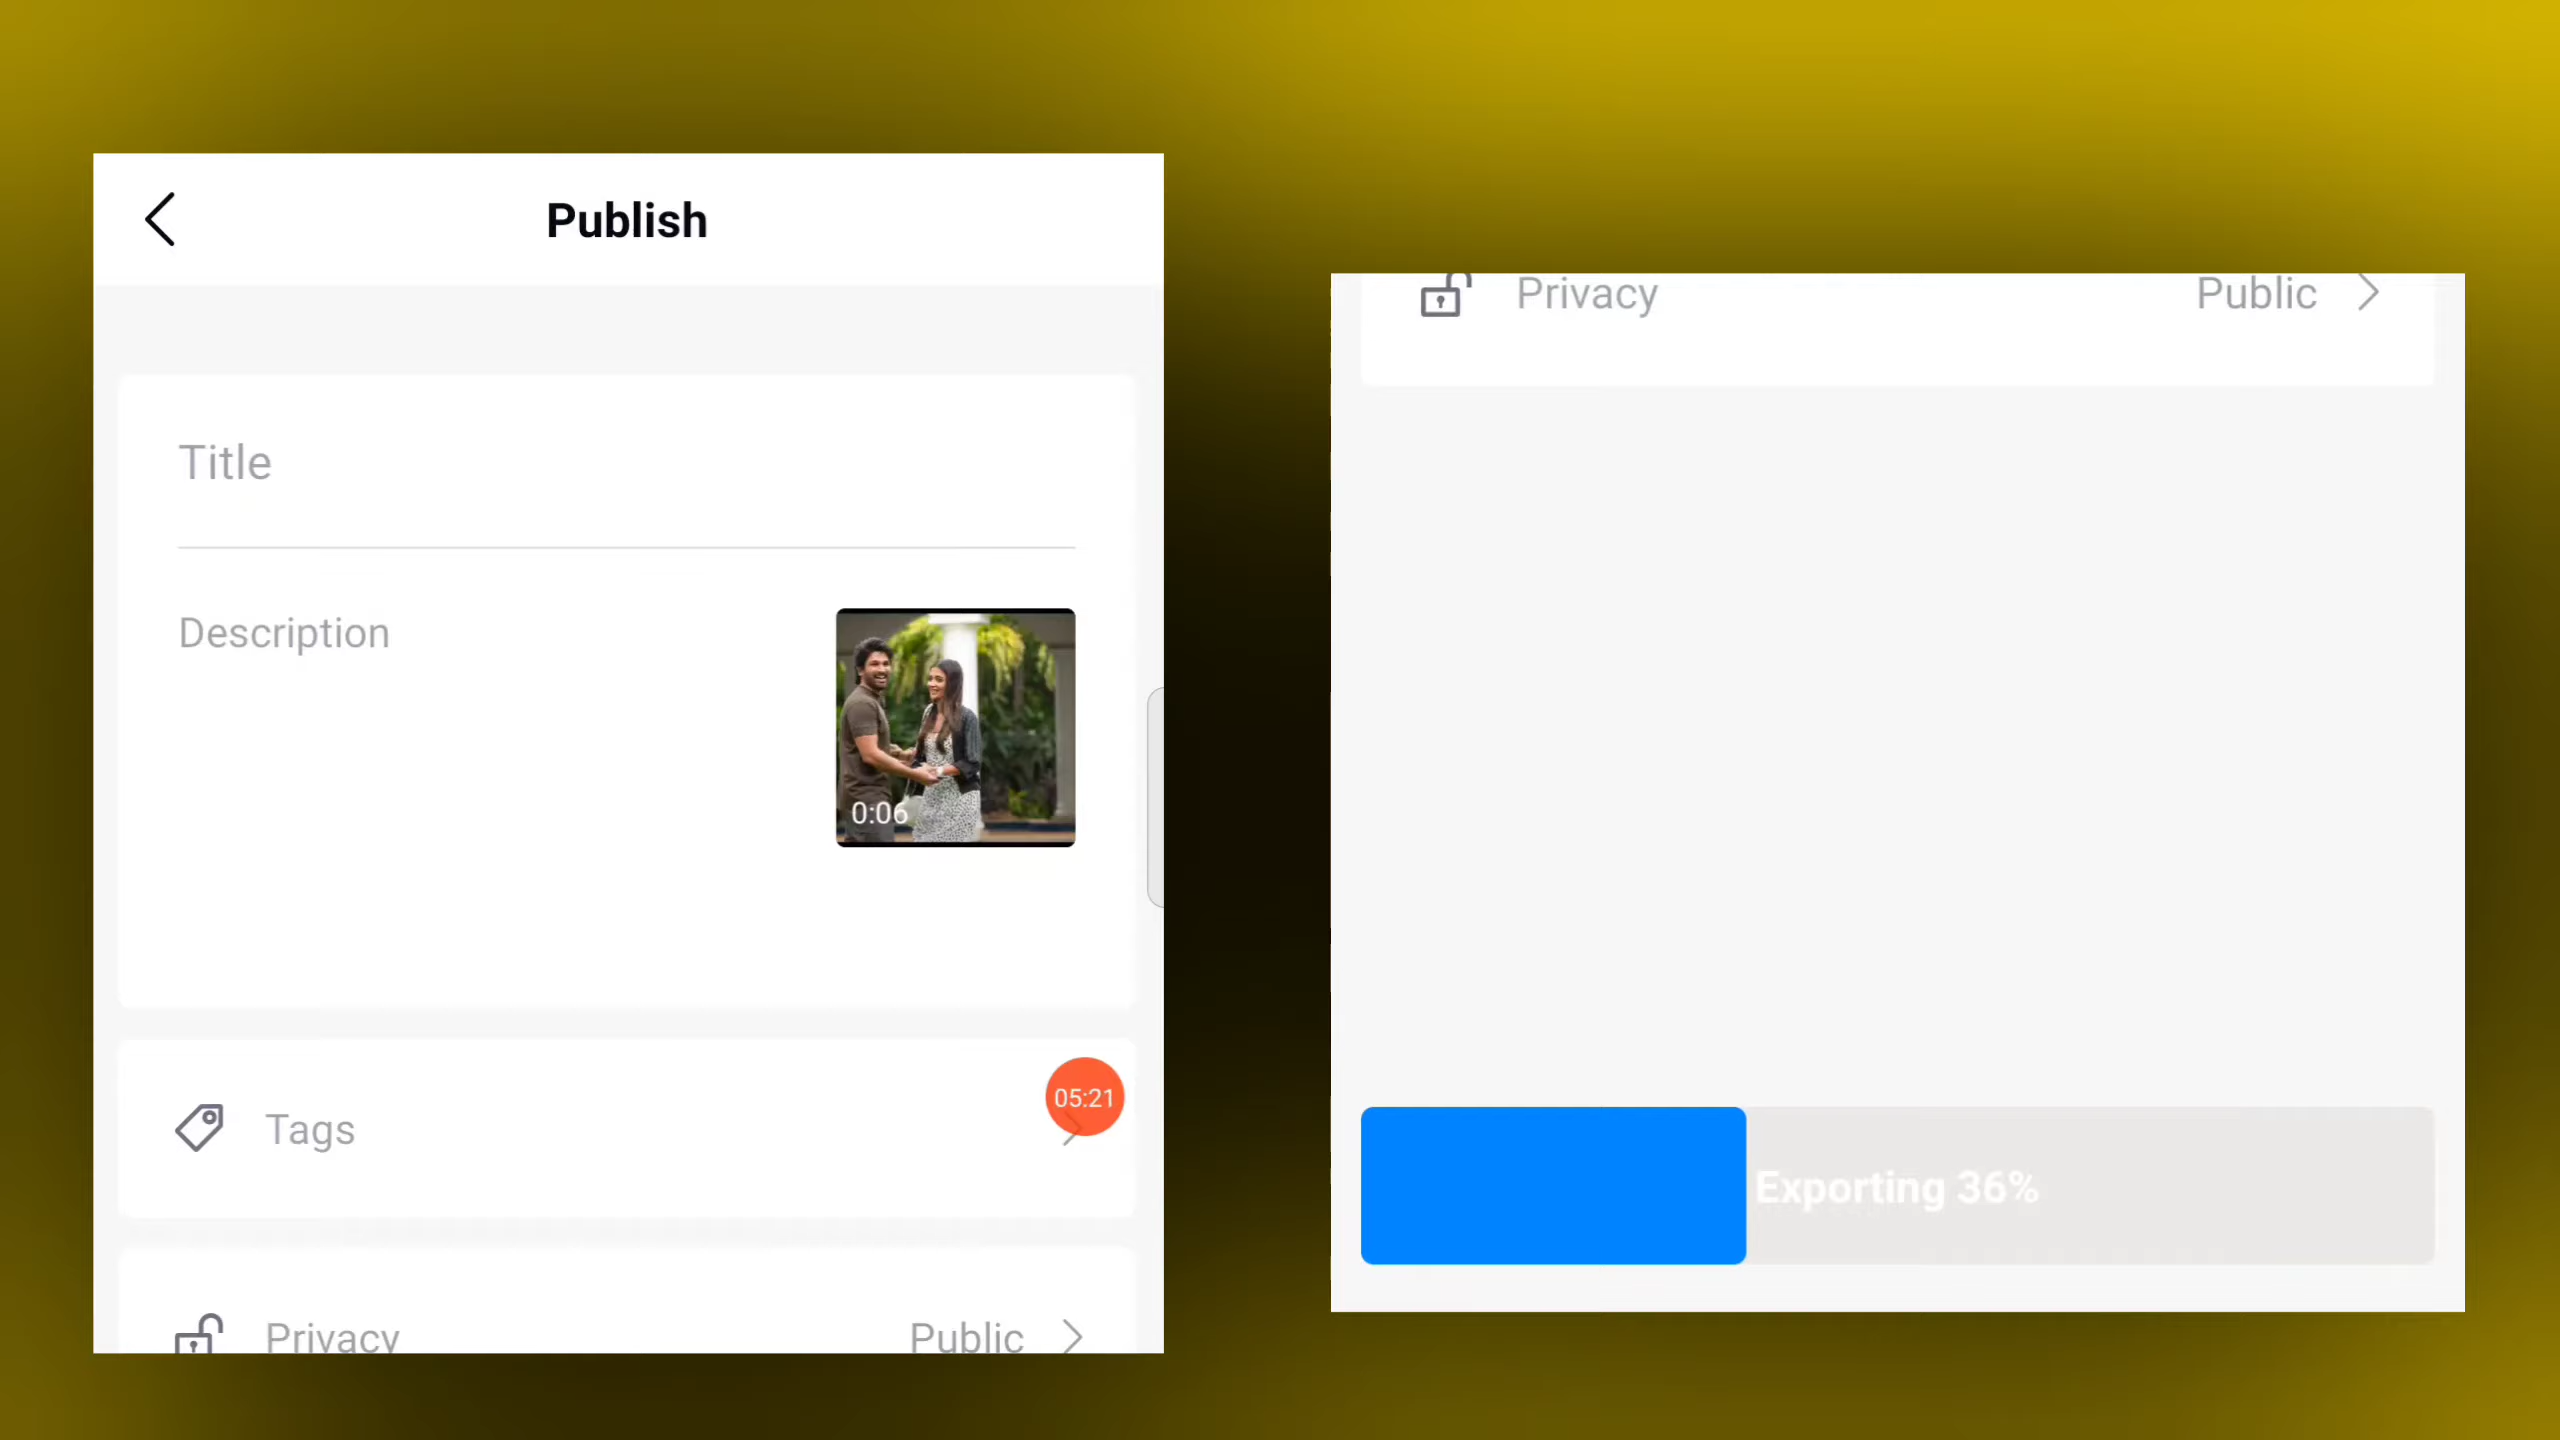 Publish
Title
Description
0:06
05:21
Tags
Privacy Public
Privacy Public
Exporting 36%